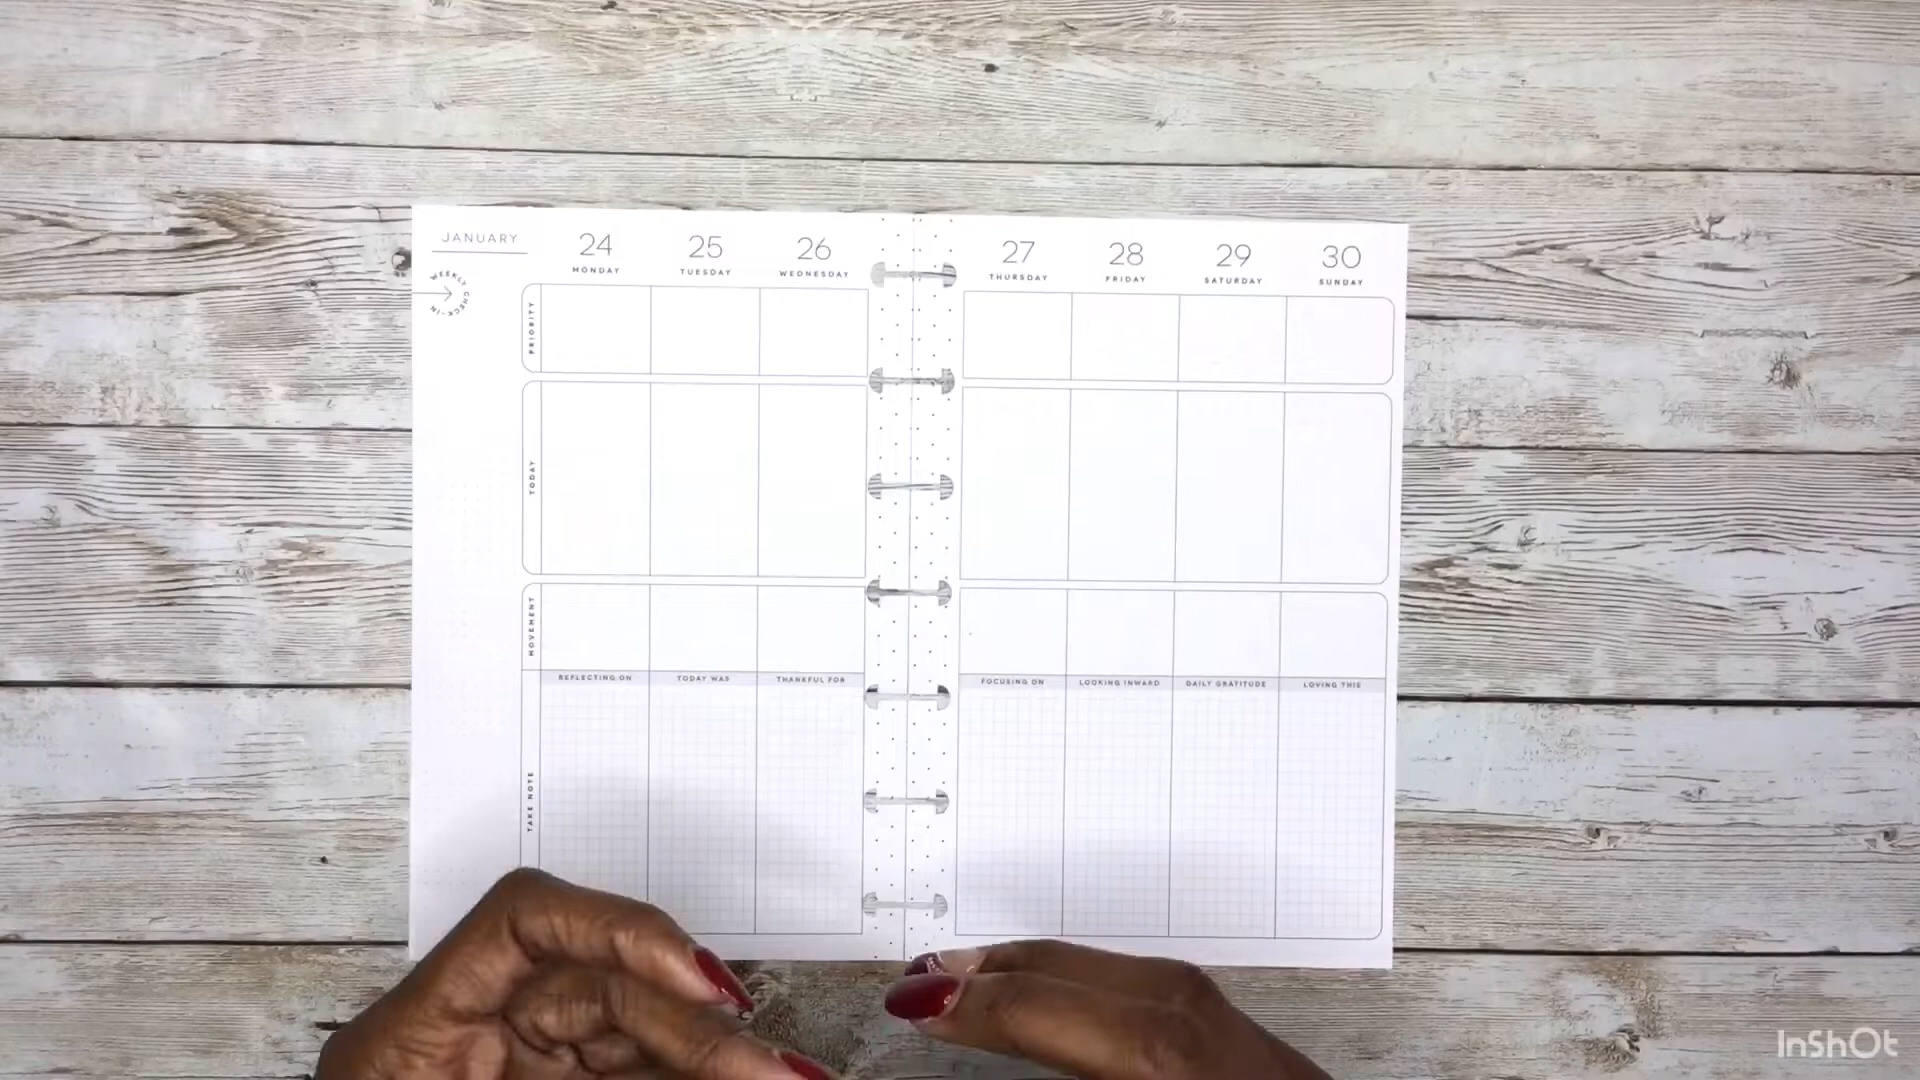 JANUARY
24 25 26 27 28 29 30
MONDAY TUESDAY WEDNESDAY THURSDAY FRIDAY SATURDAY SUNDAY
WEEKLY CHECK-IN
PRIORITY
TODAY
MOVEMENT
REFLECTING ON TODAY WAS THANKFUL FOR FOCUSING ON LOOKING INWARD DAILY GRATITUDE LOVING THIS
TAKE NOTE
InShOt